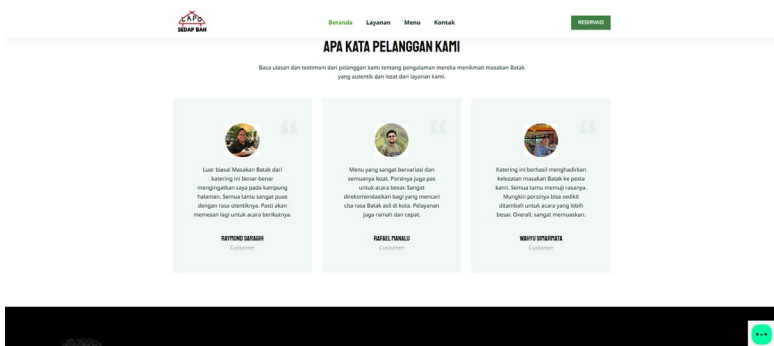 LAPO
SEDAP BAH
Beranda
Layanan
Menu
Kontak
RESERVASI
APA KATA PELANGGAN KAMI
Baca ulasan dan testimoni dari pelanggan kami tentang pengalaman mereka menikmati masakan Batak
yang autentik dan lezat dari layanan kami.
Luar biasa! Masakan Batak dari
katering ini benar-benar
mengingatkan saya pada kampung
halaman. Semua tamu sangat puas
dengan rasa otentiknya. Pasti akan
memesan lagi untuk acara berikutnya.
RAYMOND SARAGIH
Customer
Menu yang sangat bervariasi dan
semuanya lezat. Porsinya juga pas
untuk acara besar. Sangat
direkomendasikan bagi yang mencari
cita rasa Batak asli di kota. Pelayanan
juga ramah dan cepat.
RAFAEL MANALU
Customer
Katering ini berhasil menghadirkan
kelezatan masakan Batak ke pesta
kami. Semua tamu memuji rasanya.
Mungkin porsinya bisa sedikit
ditambah untuk acara yang lebih
besar. Overall, sangat memuaskan.
WAHYU SIMARMATA
Customer